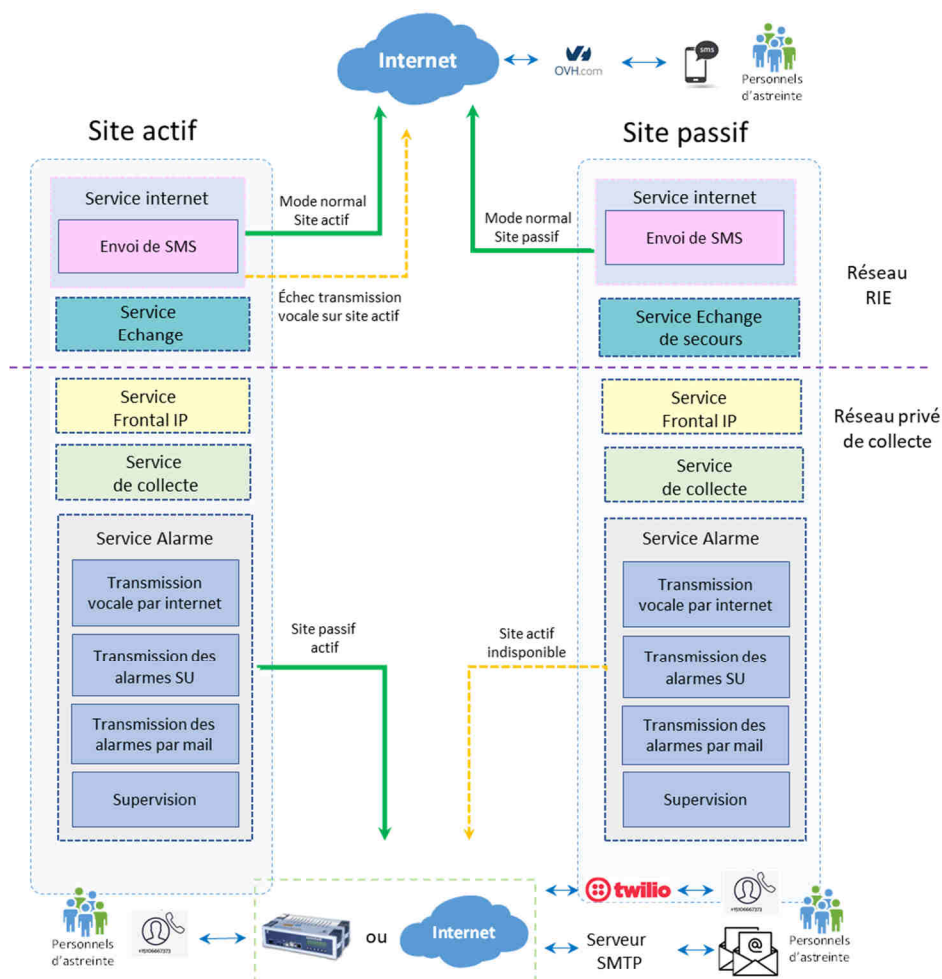 Internet
OVH.com
sms
Personnels
d'astreinte
Site actif
Site passif
Service internet
Envoi de SMS
Mode normal
Site actif
Mode normal
Site passif
Service internet
Envoi de SMS
Échec transmission
vocale sur site actif
Réseau
RIE
Service
Echange
Service Echange
de secours
Service
Frontal IP
Service
Frontal IP
Réseau privé
de collecte
Service
de collecte
Service
de collecte
Service Alarme
Transmission
vocale par internet
Transmission des
alarmes SU
Transmission des
alarmes par mail
Supervision
Site passif
actif
Site actif
indisponible
Service Alarme
Transmission
vocale par internet
Transmission des
alarmes SU
Transmission des
alarmes par mail
Supervision
Personnels
d'astreinte
ou
Internet
twilio
Serveur
SMTP
@
Personnels
d'astreinte